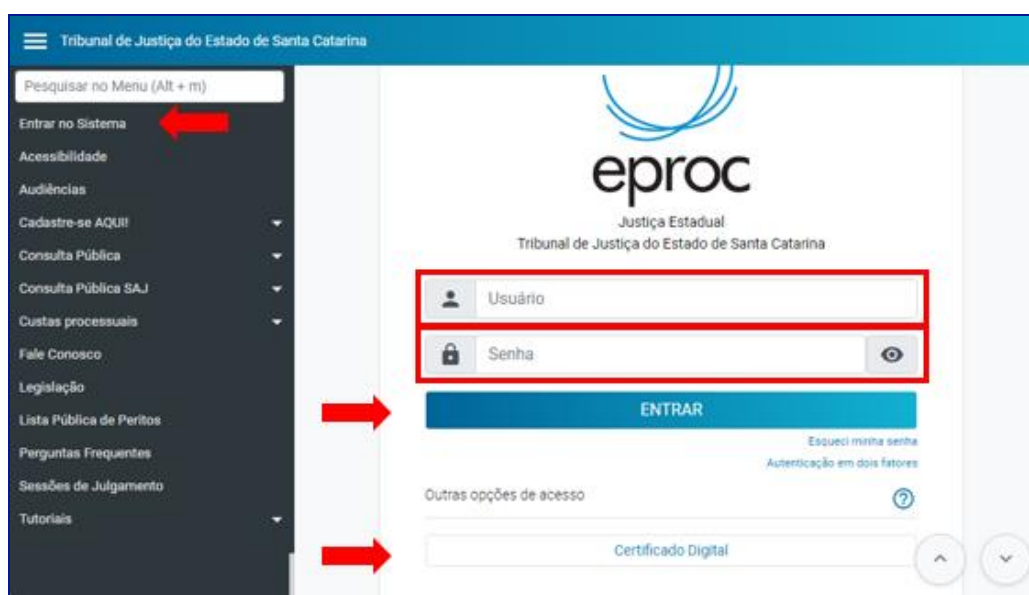 Tribunal de Justiça do Estado de Santa Catarina
Pesquisar no Menu (Alt + m)
Entrar no Sistema
Acessibilidade
Audiências
Cadastre-se AQUI!
Consulta Pública
Consulta Pública SAJ
Custas processuais
Fale Conosco
Legislação
Lista Pública de Peritos
Perguntas Frequentes
Sessões de Julgamento
Tutoriais
eproc
Justiça Estadual
Tribunal de Justiça do Estado de Santa Catarina
Usuário
Senha
ENTRAR
Esqueci minha senha
Autenticação em dois fatores
Outras opções de acesso
?
Certificado Digital